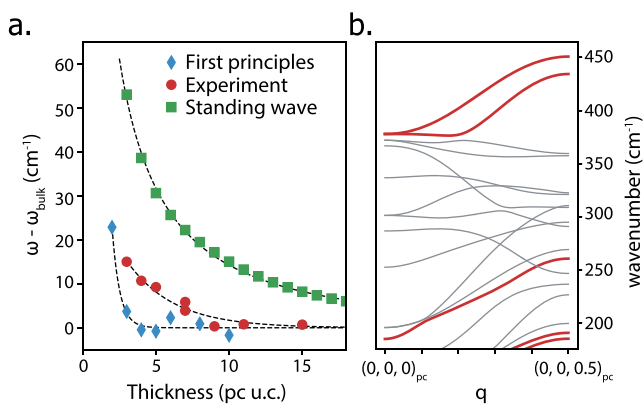 a.
b.
First principles
Experiment
Standing wave
ω - ω_bulk (cm⁻¹)
60
50
40
30
20
10
0
0
5
10
15
Thickness (pc u.c.)
450
400
350
300
250
200
wavenumber (cm⁻¹)
(0, 0, 0)pc
(0, 0, 0.5)pc
q